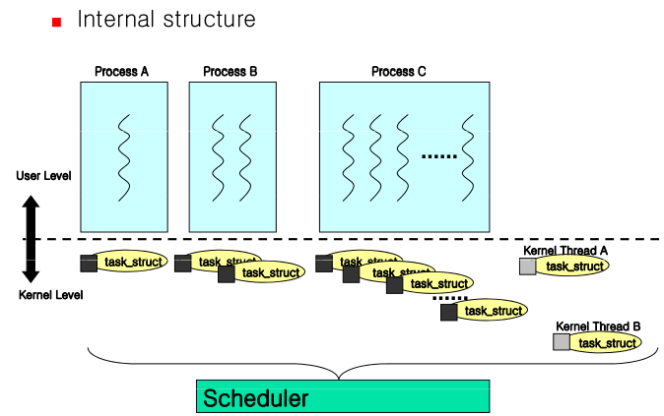 Internal structure
Process A
Process B
Process C
User Level
Kernel Level
task_struct
task_struct
task_struct
task_struct
task_struct
task_struct
task_struct
Kernel Thread A
task_struct
Kernel Thread B
task_struct
Scheduler